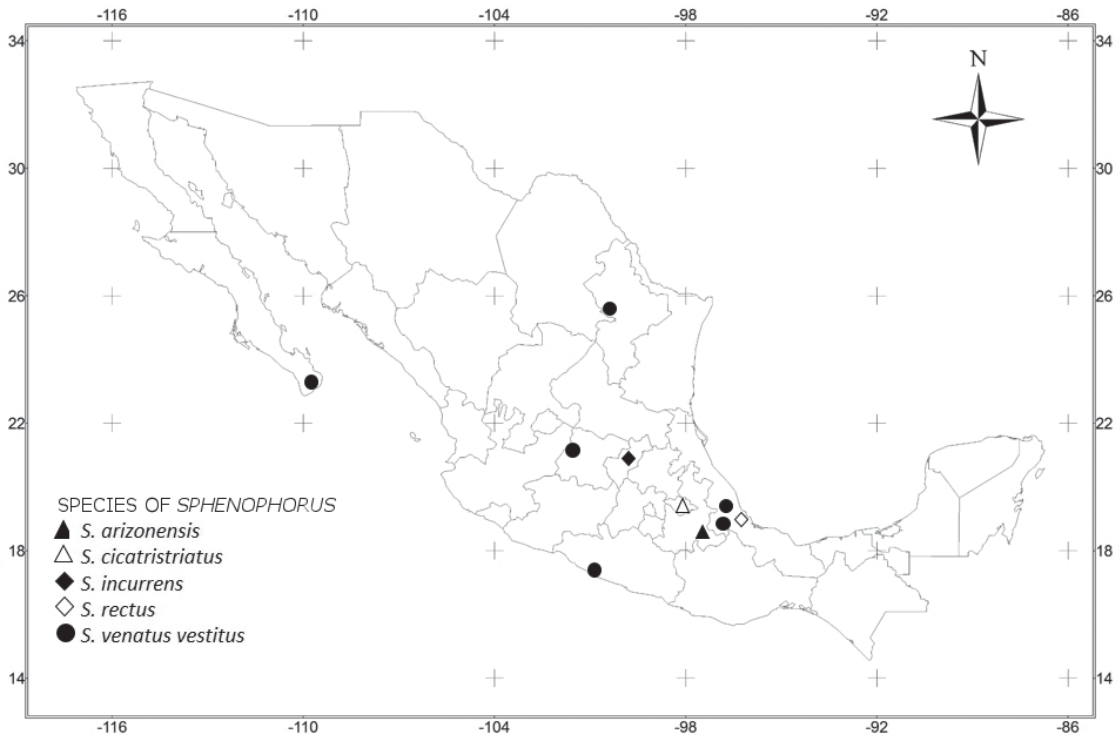 -116 -110 -104 -98 -92 -86
34 34
N
30 30
26 26
22 22
SPECIES OF SPHENOPHORUS
S. arizonensis
S. cicatristriatus
18 18
S. incurrens
S. rectus
S. venatus vestitus
14 14
-116 -110 -104 -98 -92 -86